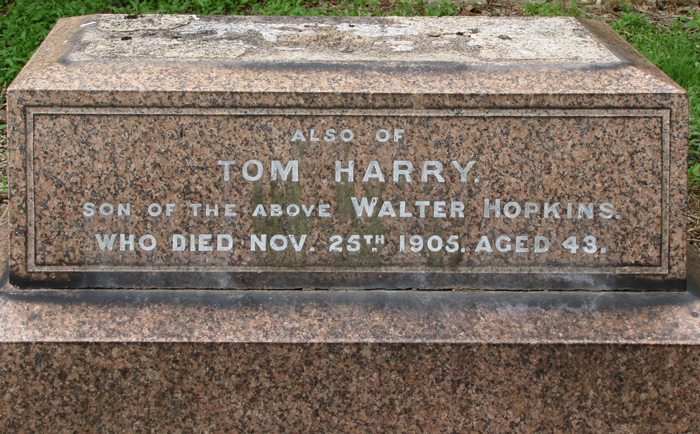 ALSO OF
TOM HARRY.
SON OF THE ABOVE WALTER HOPKINS.
WHO DIED NOV. 25TH 1905. AGED 43.